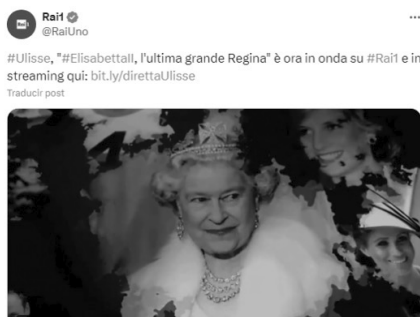 Rai1
@RaiUno
#Ulisse, "#ElisabettaII, l'ultima grande Regina" è ora in onda su #Rai1 e in
streaming qui: bit.ly/direttaUlisse
Traducir post